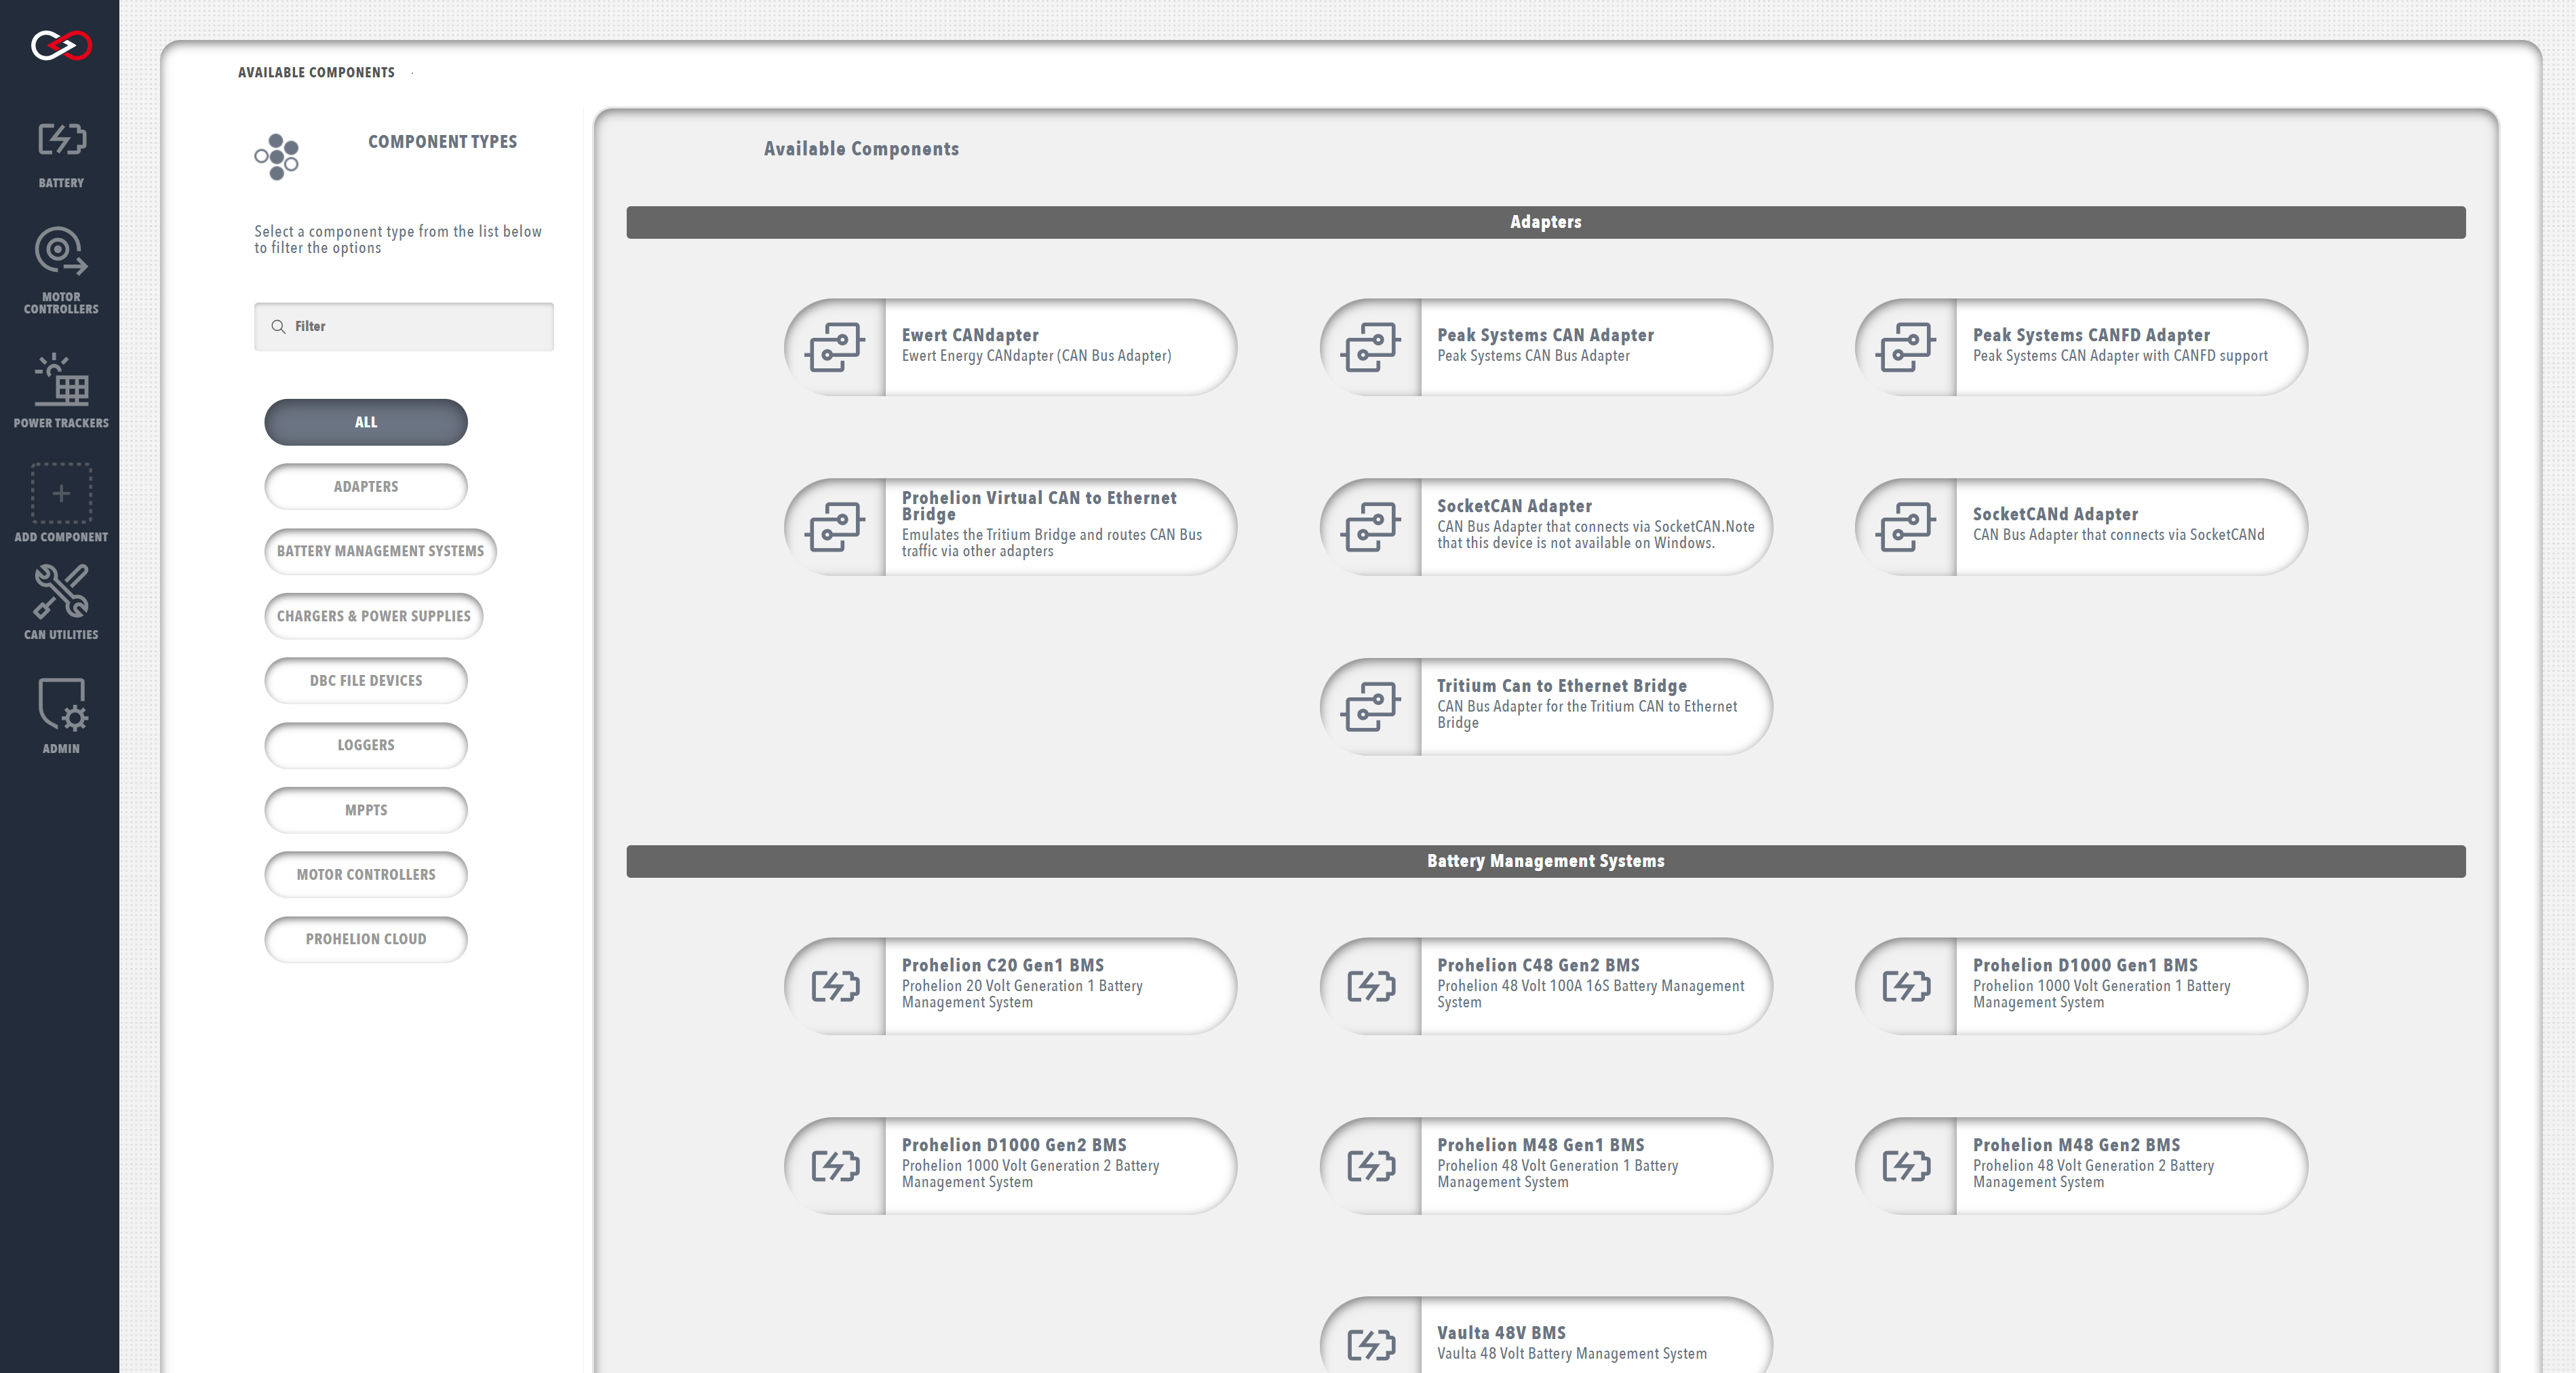 BATTERY
MOTOR
CONTROLLERS
POWER TRACKERS
ADD COMPONENT
CAN UTILITIES
ADMIN
AVAILABLE COMPONENTS
COMPONENT TYPES
Select a component type from the list below
to filter the options
Filter
ALL
ADAPTERS
BATTERY MANAGEMENT SYSTEMS
CHARGERS & POWER SUPPLIES
DBC FILE DEVICES
LOGGERS
MPPTS
MOTOR CONTROLLERS
PROHELION CLOUD
Available Components
Adapters
Ewert CANdapter
Ewert Energy CANdapter (CAN Bus Adapter)
Peak Systems CAN Adapter
Peak Systems CAN Bus Adapter
Peak Systems CANFD Adapter
Peak Systems CAN Adapter with CANFD support
Prohelion Virtual CAN to Ethernet
Bridge
Emulates the Tritium Bridge and routes CAN Bus
traffic via other adapters
SocketCAN Adapter
CAN Bus Adapter that connects via SocketCAN.Note
that this device is not available on Windows.
SocketCANd Adapter
CAN Bus Adapter that connects via SocketCANd
Tritium Can to Ethernet Bridge
CAN Bus Adapter for the Tritium CAN to Ethernet
Bridge
Battery Management Systems
Prohelion C20 Gen1 BMS
Prohelion 20 Volt Generation 1 Battery
Management System
Prohelion C48 Gen2 BMS
Prohelion 48 Volt 100A 16S Battery Management
System
Prohelion D1000 Gen1 BMS
Prohelion 1000 Volt Generation 1 Battery
Management System
Prohelion D1000 Gen2 BMS
Prohelion 1000 Volt Generation 2 Battery
Management System
Prohelion M48 Gen1 BMS
Prohelion 48 Volt Generation 1 Battery
Management System
Prohelion M48 Gen2 BMS
Prohelion 48 Volt Generation 2 Battery
Management System
Vaulta 48V BMS
Vaulta 48 Volt Battery Management System